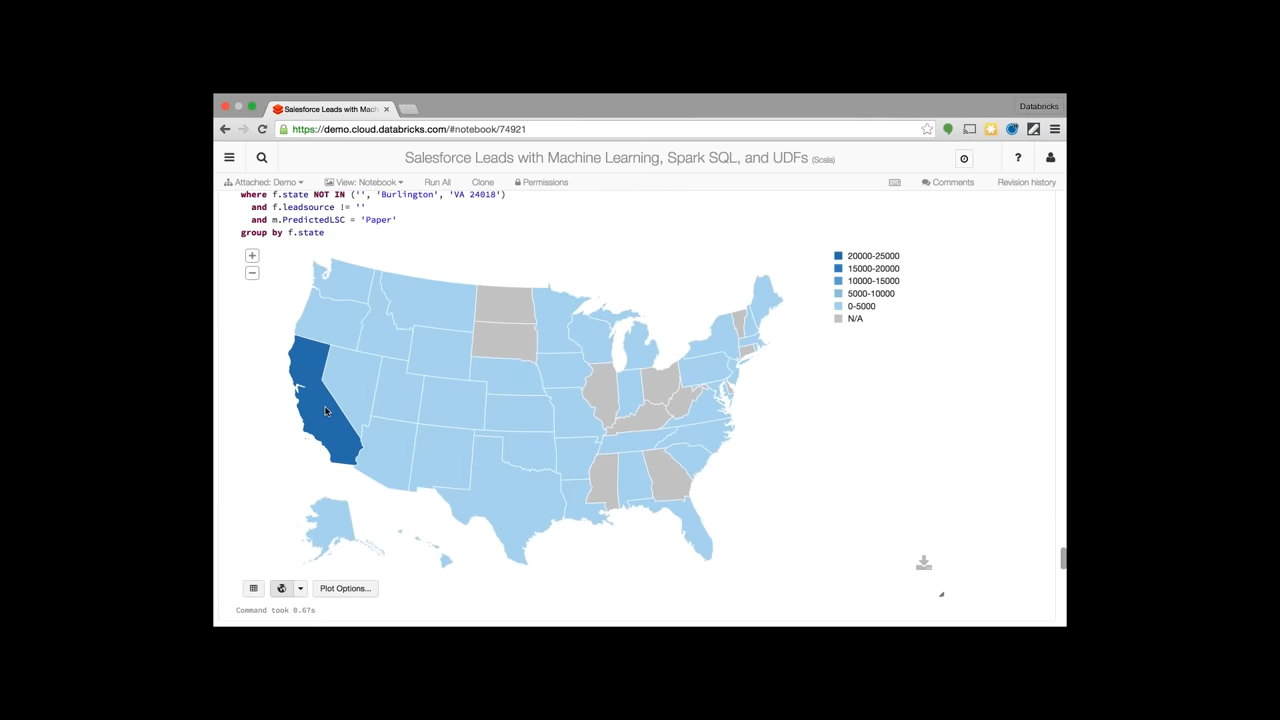 Salesforce Leads with Mach
Databricks
https://demo.cloud.databricks.com/#notebook/74921
Salesforce Leads with Machine Learning, Spark SQL, and UDFs (Scala)
?
Attached: Demo
View: Notebook
Run All
Clone
Permissions
Comments
Revision history
where f.state NOT IN ('', 'Burlington', 'VA 24018')
and f.leadsource != ''
and m.PredictedLSC = 'Paper'
group by f.state
+
−
20000-25000
15000-20000
10000-15000
5000-10000
0-5000
N/A
Plot Options...
Command took 0.67s